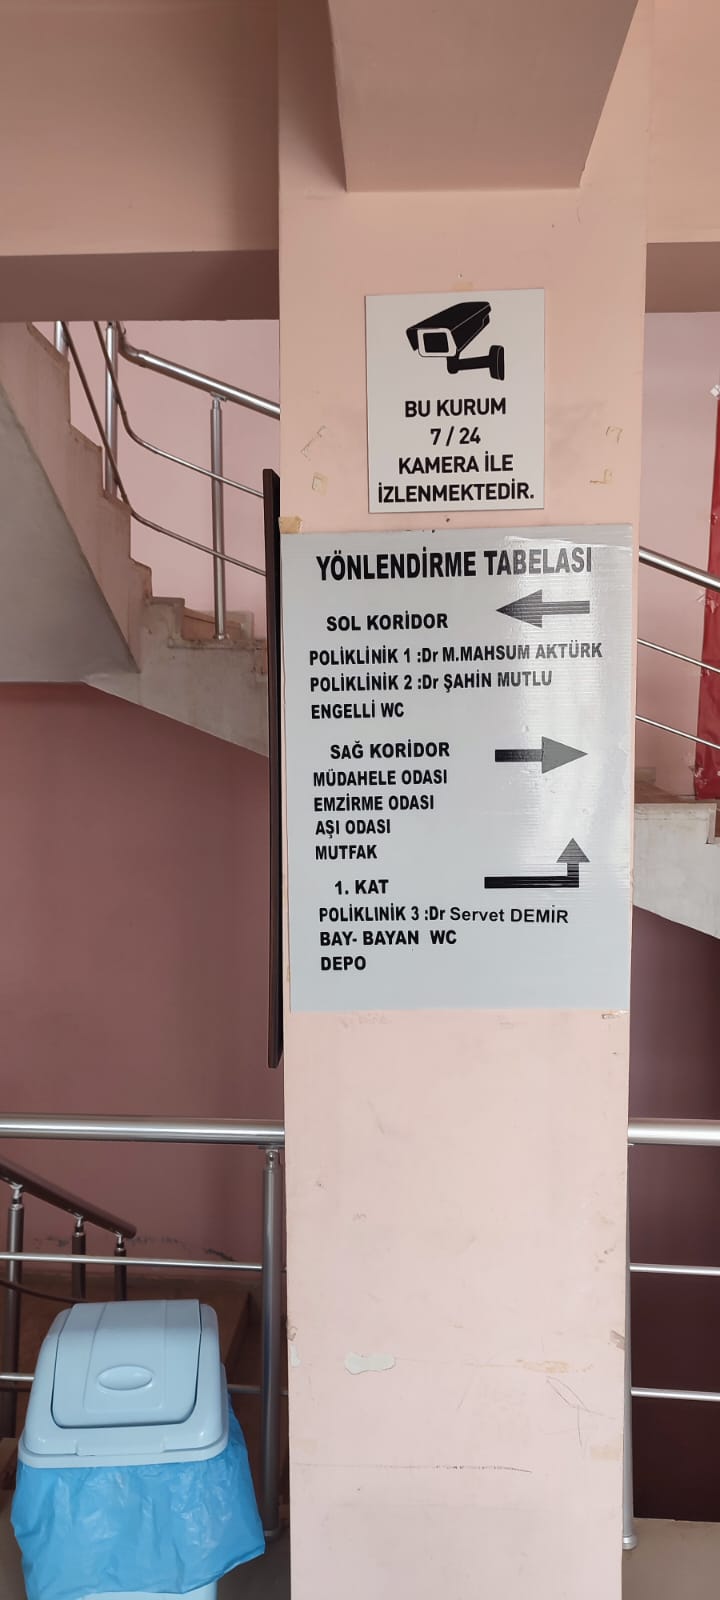 BU KURUM
7 / 24
KAMERA İLE
İZLENMEKTEDİR.
YÖNLENDİRME TABELASI
SOL KORİDOR
POLİKLİNİK 1 :Dr M.MAHSUM AKTÜRK
POLİKLİNİK 2 :Dr ŞAHİN MUTLU
ENGELLİ WC
SAĞ KORİDOR
MÜDAHELE ODASI
EMZİRME ODASI
AŞI ODASI
MUTFAK
1. KAT
POLİKLINİK 3 :Dr Servet DEMİR
BAY- BAYAN WC
DEPO